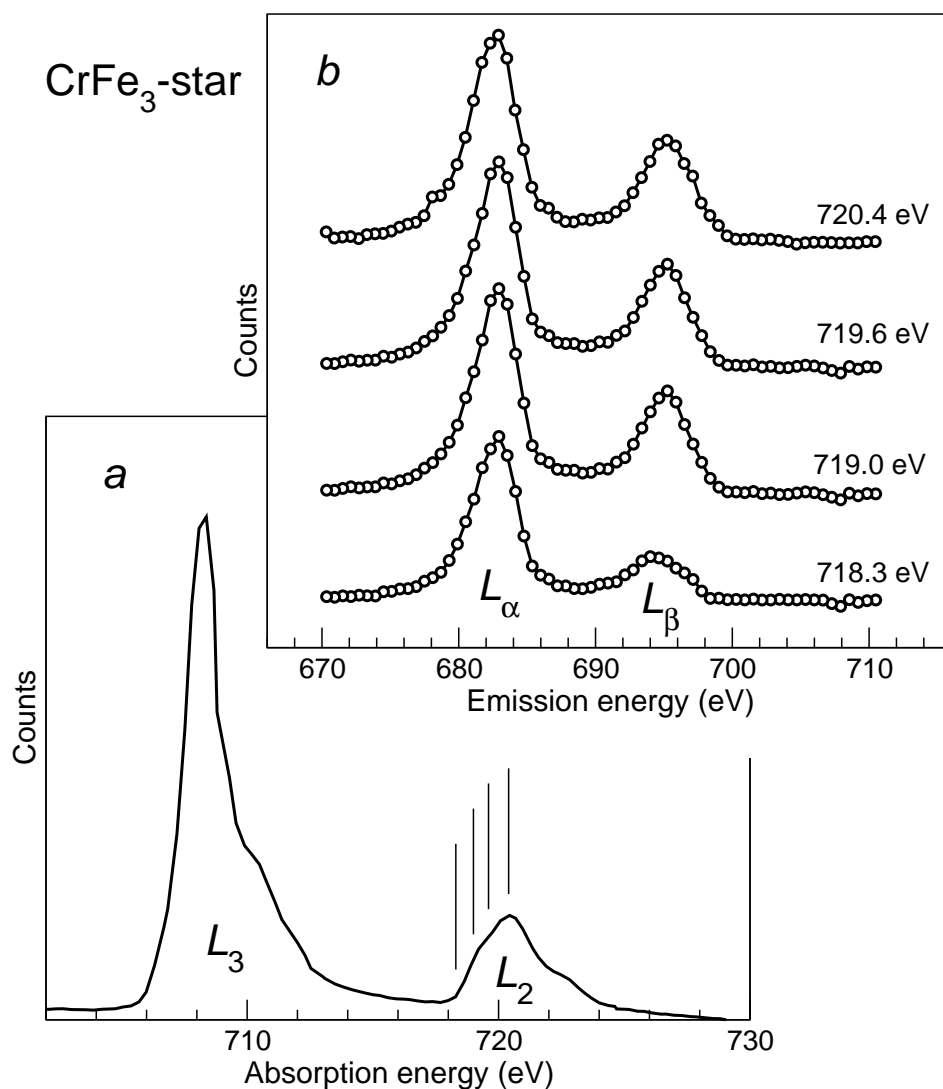 CrFe₃-star
b
720.4 eV
719.6 eV
719.0 eV
718.3 eV
Counts
Lα
Lβ
670 680 690 700 710
Emission energy (eV)
a
Counts
L₃
L₂
710 720 730
Absorption energy (eV)